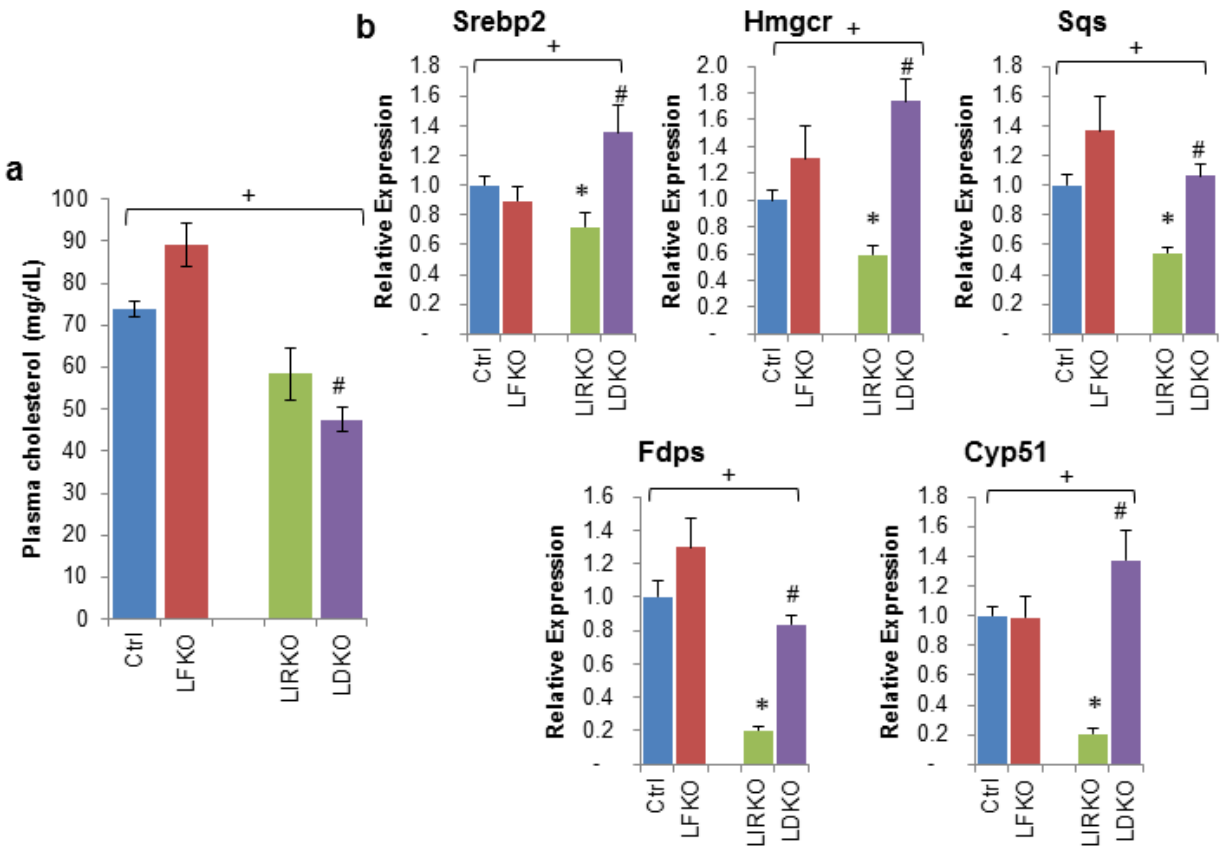 a
+
Plasma cholesterol (mg/dL)
100
90
80
70
60
50
40
30
20
10
0
#
Ctrl
LFKO
LIRKO
LDKO
b
Srebp2
+
Relative Expression
1.8
1.6
1.4
1.2
1.0
0.8
0.6
0.4
0.2
-
*
#
Ctrl
LFKO
LIRKO
LDKO
Hmgcr
+
Relative Expression
2.0
1.8
1.6
1.4
1.2
1.0
0.8
0.6
0.4
0.2
-
*
#
Ctrl
LFKO
LIRKO
LDKO
Sqs
+
Relative Expression
1.8
1.6
1.4
1.2
1.0
0.8
0.6
0.4
0.2
-
*
#
Ctrl
LFKO
LIRKO
LDKO
Fdps
+
Relative Expression
1.6
1.4
1.2
1.0
0.8
0.6
0.4
0.2
-
*
#
Ctrl
LFKO
LIRKO
LDKO
Cyp51
+
Relative Expression
1.8
1.6
1.4
1.2
1.0
0.8
0.6
0.4
0.2
-
*
#
Ctrl
LFKO
LIRKO
LDKO